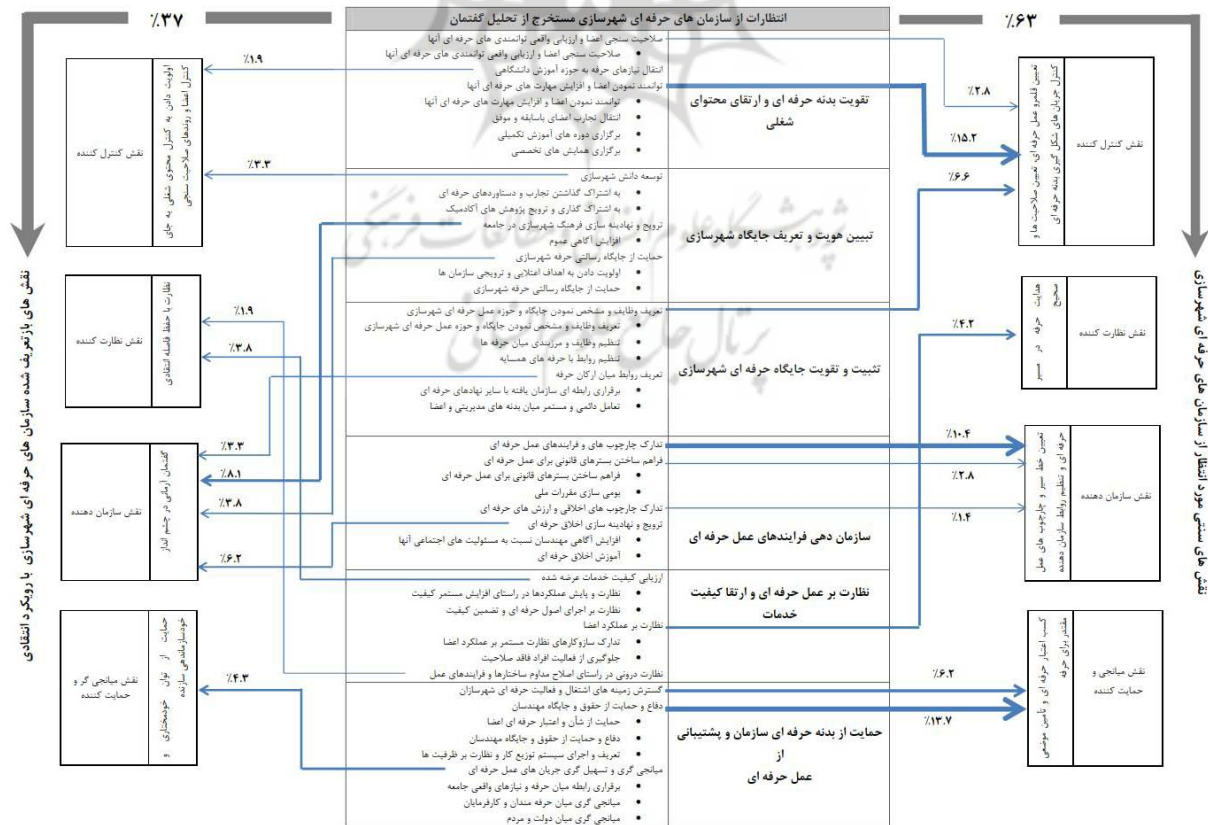 ٪۶۳
٪۳۷
انتظارات از سازمان های حرفه ای شهرسازی مستخرج از تحلیل گفتمان
تقویت بدنه حرفه ای و ارتقای محتوای
شغلی
صلاحیت سنجی اعضا و ارزیابی واقعی توانمندی های حرفه ای آنها
• صلاحیت سنجی اعضا و ارزیابی واقعی توانمندی های حرفه ای آنها
انتقال نیازهای حرفه به حوزه آموزش دانشگاهی
توانمند نمودن اعضا و افزایش مهارت های حرفه ای آنها
• توانمند نمودن اعضا و افزایش مهارت های حرفه ای آنها
• انتقال تجارب اعضای باسابقه و موفق
• برگزاری دوره های آموزش تکمیلی
• برگزاری همایش های تخصصی
تبیین هویت و تعریف جایگاه شهرسازی
توسعه دانش شهرسازی
• به اشتراک گذاشتن تجارب و دستاوردهای حرفه ای
• به اشتراک گذاری و ترویج پژوهش های آکادمیک
ترویج و نهادینه سازی فرهنگ شهرسازی در جامعه
• افزایش آگاهی عموم
حمایت از جایگاه رسالتی حرفه شهرسازی
• اولویت دادن به اهداف اعتلایی و ترویجی سازمان ها
• حمایت از جایگاه رسالتی حرفه شهرسازی
تثبیت و تقویت جایگاه حرفه ای شهرسازی
تعریف وظایف و مشخص نمودن جایگاه و حوزه عمل حرفه ای شهرسازی
• تعریف وظایف و مشخص نمودن جایگاه و حوزه عمل حرفه ای شهرسازی
• تنظیم وظایف و مرزبندی میان حرفه ها
• تنظیم روابط با حرفه های همسایه
تعریف روابط میان ارکان حرفه
• برقراری رابطه ای سازمان یافته با سایر نهادهای حرفه ای
• تعامل دائمی و مستمر میان بدنه های مدیریتی و اعضا
سازمان دهی فرایندهای عمل حرفه ای
تدارک چارچوب های و فرایندهای عمل حرفه ای
فراهم ساختن بسترهای قانونی برای عمل حرفه ای
• فراهم ساختن بسترهای قانونی برای عمل حرفه ای
• بومی سازی مقررات ملی
تدارک چارچوب های اخلاقی و ارزش های حرفه ای
ترویج و نهادینه سازی اخلاق حرفه ای
• افزایش آگاهی مهندسان نسبت به مسئولیت های اجتماعی آنها
• آموزش اخلاق حرفه ای
نظارت بر عمل حرفه ای و ارتقا کیفیت
خدمات
ارزیابی کیفیت خدمات عرضه شده
• نظارت و پایش عملکردها در راستای افزایش مستمر کیفیت
• نظارت بر اجرای اصول حرفه ای و تضمین کیفیت
نظارت بر عملکرد اعضا
• تدارک سازوکارهای نظارت مستمر بر عملکرد اعضا
• جلوگیری از فعالیت افراد فاقد صلاحیت
نظارت درونی در راستای اصلاح مداوم ساختارها و فرایندهای عمل
حمایت از بدنه حرفه ای سازمان و پشتیبانی
از
عمل حرفه ای
گسترش زمینه های اشتغال و فعالیت حرفه ای شهرسازان
دفاع و حمایت از حقوق و جایگاه مهندسان
• حمایت از شأن و اعتبار حرفه ای اعضا
• دفاع و حمایت از حقوق و جایگاه مهندسان
• تعریف و اجرای سیستم توزیع کار و نظارت بر ظرفیت ها
میانجی گری و تسهیل گری جریان های عمل حرفه ای
• برقراری رابطه میان حرفه و نیازهای واقعی جامعه
• میانجی گری میان حرفه مندان و کارفرمایان
• میانجی گری میان دولت و مردم
نقش های سنتی مورد انتظار از سازمان های حرفه ای شهرسازی
نقش کنترل کننده
تعیین قلمرو عمل حرفه ای، تعیین صلاحیت ها و
کنترل جریان های شکل گیری بدنه حرفه ای
نقش نظارت کننده
هدایت حرفه در مسیر
صحیح
نقش سازمان دهنده
تعیین خط سیر و چارچوب های عمل
حرفه ای و تنظیم روابط سازمان دهنده
نقش میانجی و
حمایت کننده
کسب اعتبار حرفه ای و تأمین موضعی
مقتدر برای حرفه
٪۲.۸
٪۱۵.۲
٪۶.۶
٪۴.۲
٪۱۰.۴
٪۲.۸
٪۱.۴
٪۶.۲
٪۱۳.۷
٪۱.۹
٪۳.۳
٪۱.۹
٪۳.۸
٪۳.۳
٪۸.۱
٪۳.۸
٪۶.۲
٪۴.۳
اولویت دادن به کنترل محتوی شغلی به جای
کنترل اعضا و روندهای صلاحیت سنجی
نقش کنترل کننده
نظارت با حفظ فاصله انتقادی
نقش نظارت کننده
گفتمان آرمانی در چشم انداز
نقش سازمان دهنده
حمایت از توان خودمختاری و
خودسازماندهی سازنده
نقش میانجی گر و
حمایت کننده
نقش های بازتعریف شده سازمان های حرفه ای شهرسازی با رویکرد انتقادی
پژوهشگاه علوم انسانی و مطالعات فرهنگی
پرتال جامع علوم انسانی